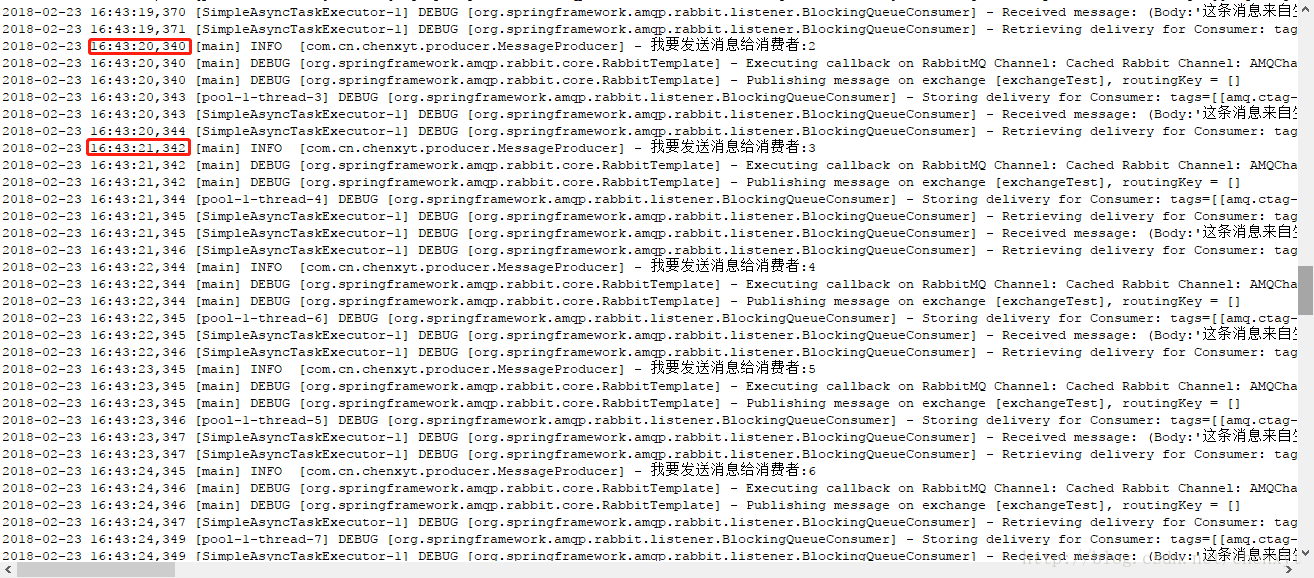 2018-02-23 16:43:19,370 [SimpleAsyncTaskExecutor-1] DEBUG [org.springframework.amqp.rabbit.listener.BlockingQueueConsumer] - Received message: (Body:'这条消息来自生
2018-02-23 16:43:19,371 [SimpleAsyncTaskExecutor-1] DEBUG [org.springframework.amqp.rabbit.listener.BlockingQueueConsumer] - Retrieving delivery for Consumer: tag
2018-02-23 16:43:20,340 [main] INFO  [com.cn.chenxyt.producer.MessageProducer] - 我要发送消息给消费者:2
2018-02-23 16:43:20,340 [main] DEBUG [org.springframework.amqp.rabbit.core.RabbitTemplate] - Executing callback on RabbitMQ Channel: Cached Rabbit Channel: AMQCha
2018-02-23 16:43:20,340 [main] DEBUG [org.springframework.amqp.rabbit.core.RabbitTemplate] - Publishing message on exchange [exchangeTest], routingKey = []
2018-02-23 16:43:20,343 [pool-1-thread-3] DEBUG [org.springframework.amqp.rabbit.listener.BlockingQueueConsumer] - Storing delivery for Consumer: tags=[[amq.ctag-
2018-02-23 16:43:20,343 [SimpleAsyncTaskExecutor-1] DEBUG [org.springframework.amqp.rabbit.listener.BlockingQueueConsumer] - Received message: (Body:'这条消息来自生
2018-02-23 16:43:20,344 [SimpleAsyncTaskExecutor-1] DEBUG [org.springframework.amqp.rabbit.listener.BlockingQueueConsumer] - Retrieving delivery for Consumer: tag
2018-02-23 16:43:21,342 [main] INFO  [com.cn.chenxyt.producer.MessageProducer] - 我要发送消息给消费者:3
2018-02-23 16:43:21,342 [main] DEBUG [org.springframework.amqp.rabbit.core.RabbitTemplate] - Executing callback on RabbitMQ Channel: Cached Rabbit Channel: AMQCha
2018-02-23 16:43:21,342 [main] DEBUG [org.springframework.amqp.rabbit.core.RabbitTemplate] - Publishing message on exchange [exchangeTest], routingKey = []
2018-02-23 16:43:21,344 [pool-1-thread-4] DEBUG [org.springframework.amqp.rabbit.listener.BlockingQueueConsumer] - Storing delivery for Consumer: tags=[[amq.ctag-
2018-02-23 16:43:21,345 [SimpleAsyncTaskExecutor-1] DEBUG [org.springframework.amqp.rabbit.listener.BlockingQueueConsumer] - Retrieving delivery for Consumer: tag
2018-02-23 16:43:21,345 [SimpleAsyncTaskExecutor-1] DEBUG [org.springframework.amqp.rabbit.listener.BlockingQueueConsumer] - Received message: (Body:'这条消息来自生
2018-02-23 16:43:21,346 [SimpleAsyncTaskExecutor-1] DEBUG [org.springframework.amqp.rabbit.listener.BlockingQueueConsumer] - Retrieving delivery for Consumer: tag
2018-02-23 16:43:22,344 [main] INFO  [com.cn.chenxyt.producer.MessageProducer] - 我要发送消息给消费者:4
2018-02-23 16:43:22,344 [main] DEBUG [org.springframework.amqp.rabbit.core.RabbitTemplate] - Executing callback on RabbitMQ Channel: Cached Rabbit Channel: AMQCha
2018-02-23 16:43:22,344 [main] DEBUG [org.springframework.amqp.rabbit.core.RabbitTemplate] - Publishing message on exchange [exchangeTest], routingKey = []
2018-02-23 16:43:22,345 [pool-1-thread-6] DEBUG [org.springframework.amqp.rabbit.listener.BlockingQueueConsumer] - Storing delivery for Consumer: tags=[[amq.ctag-
2018-02-23 16:43:22,345 [SimpleAsyncTaskExecutor-1] DEBUG [org.springframework.amqp.rabbit.listener.BlockingQueueConsumer] - Received message: (Body:'这条消息来自生
2018-02-23 16:43:22,346 [SimpleAsyncTaskExecutor-1] DEBUG [org.springframework.amqp.rabbit.listener.BlockingQueueConsumer] - Retrieving delivery for Consumer: tag
2018-02-23 16:43:23,345 [main] INFO  [com.cn.chenxyt.producer.MessageProducer] - 我要发送消息给消费者:5
2018-02-23 16:43:23,345 [main] DEBUG [org.springframework.amqp.rabbit.core.RabbitTemplate] - Executing callback on RabbitMQ Channel: Cached Rabbit Channel: AMQCha
2018-02-23 16:43:23,345 [main] DEBUG [org.springframework.amqp.rabbit.core.RabbitTemplate] - Publishing message on exchange [exchangeTest], routingKey = []
2018-02-23 16:43:23,346 [pool-1-thread-5] DEBUG [org.springframework.amqp.rabbit.listener.BlockingQueueConsumer] - Storing delivery for Consumer: tags=[[amq.ctag-
2018-02-23 16:43:23,347 [SimpleAsyncTaskExecutor-1] DEBUG [org.springframework.amqp.rabbit.listener.BlockingQueueConsumer] - Received message: (Body:'这条消息来自生
2018-02-23 16:43:23,347 [SimpleAsyncTaskExecutor-1] DEBUG [org.springframework.amqp.rabbit.listener.BlockingQueueConsumer] - Retrieving delivery for Consumer: tag
2018-02-23 16:43:24,345 [main] INFO  [com.cn.chenxyt.producer.MessageProducer] - 我要发送消息给消费者:6
2018-02-23 16:43:24,346 [main] DEBUG [org.springframework.amqp.rabbit.core.RabbitTemplate] - Executing callback on RabbitMQ Channel: Cached Rabbit Channel: AMQCha
2018-02-23 16:43:24,346 [main] DEBUG [org.springframework.amqp.rabbit.core.RabbitTemplate] - Publishing message on exchange [exchangeTest], routingKey = []
2018-02-23 16:43:24,347 [SimpleAsyncTaskExecutor-1] DEBUG [org.springframework.amqp.rabbit.listener.BlockingQueueConsumer] - Retrieving delivery for Consumer: tag
2018-02-23 16:43:24,349 [pool-1-thread-7] DEBUG [org.springframework.amqp.rabbit.listener.BlockingQueueConsumer] - Storing delivery for Consumer: tags=[[amq.ctag-
2018-02-23 16:43:24,349 [SimpleAsyncTaskExecutor-1] DEBUG [org.springframework.amqp.rabbit.listener.BlockingQueueConsumer] - Received message: (Body:'这条消息来自生